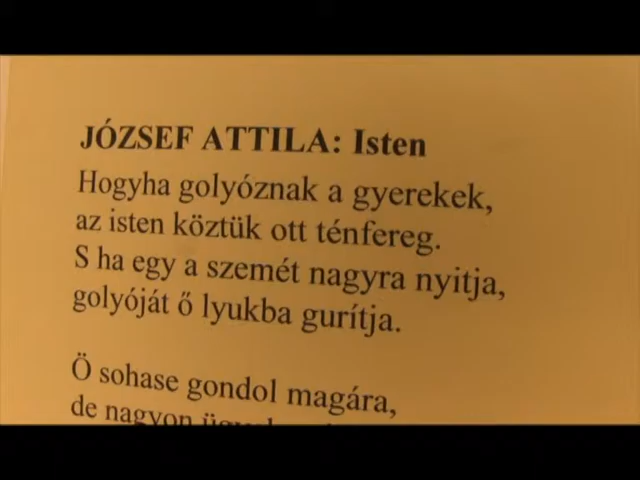 JÓZSEF ATTILA: Isten
Hogyha golyóznak a gyerekek,
az isten köztük ott ténfereg.
S ha egy a szemét nagyra nyitja,
golyóját ő lyukba gurítja.
Ö sohase gondol magára,
de nagyon